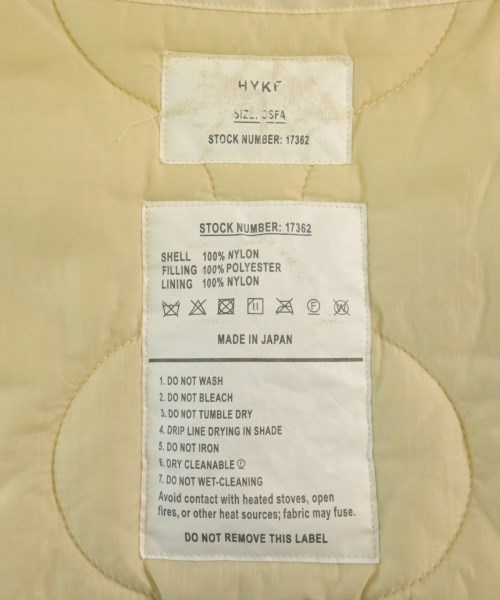 HYKE
SIZE: OSFA
STOCK NUMBER: 17362
STOCK NUMBER: 17362
SHELL 100% NYLON
FILLING 100% POLYESTER
LINING 100% NYLON
MADE IN JAPAN
1. DO NOT WASH
2. DO NOT BLEACH
3. DO NOT TUMBLE DRY
4. DRIP LINE DRYING IN SHADE
5. DO NOT IRON
6. DRY CLEANABLE Ⓕ
7. DO NOT WET-CLEANING
Avoid contact with heated stoves, open
fires, or other heat sources; fabric may fuse.
DO NOT REMOVE THIS LABEL